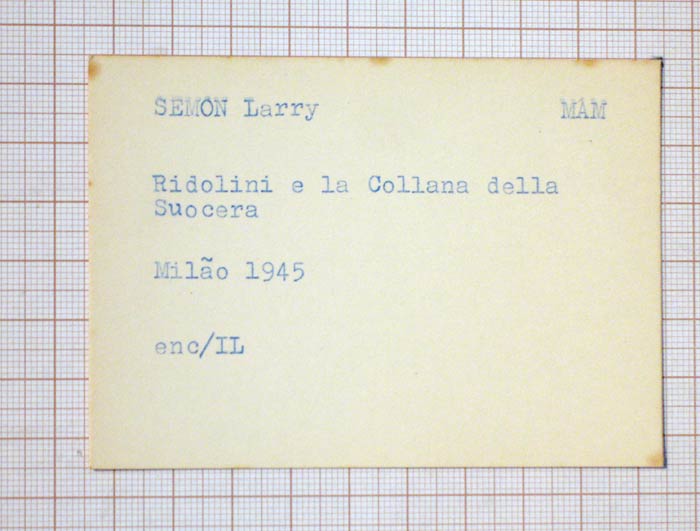 SEMON Larry MAM
Ridolini e la Collana della
Suocera
Milão 1945
enc/IL